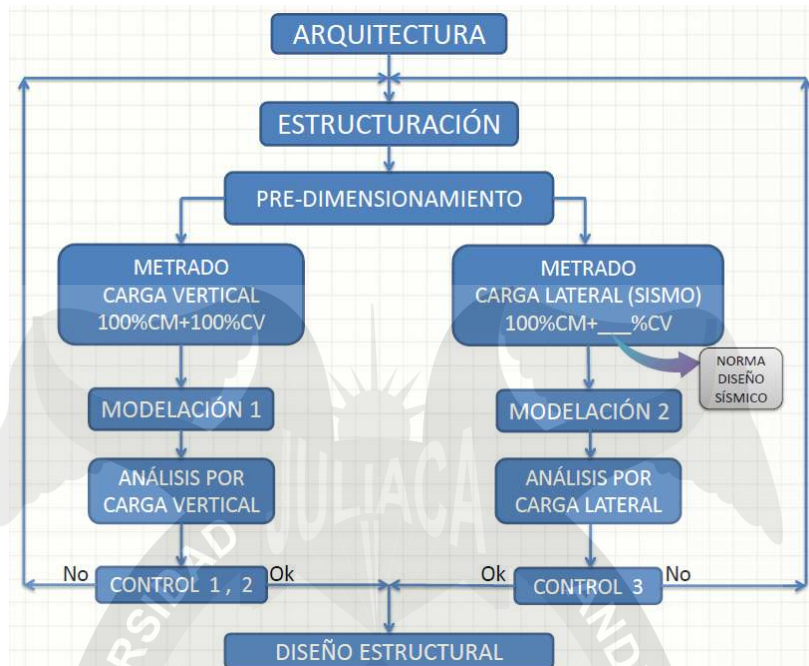 ARQUITECTURA
ESTRUCTURACIÓN
PRE-DIMENSIONAMIENTO
METRADO
CARGA VERTICAL
100%CM+100%CV
METRADO
CARGA LATERAL (SISMO)
100%CM+___%CV
NORMA
DISEÑO
SÍSMICO
MODELACIÓN 1
MODELACIÓN 2
ANÁLISIS POR
CARGA VERTICAL
ANÁLISIS POR
CARGA LATERAL
No
CONTROL 1 , 2
Ok
Ok
CONTROL 3
No
DISEÑO ESTRUCTURAL
JULIACA